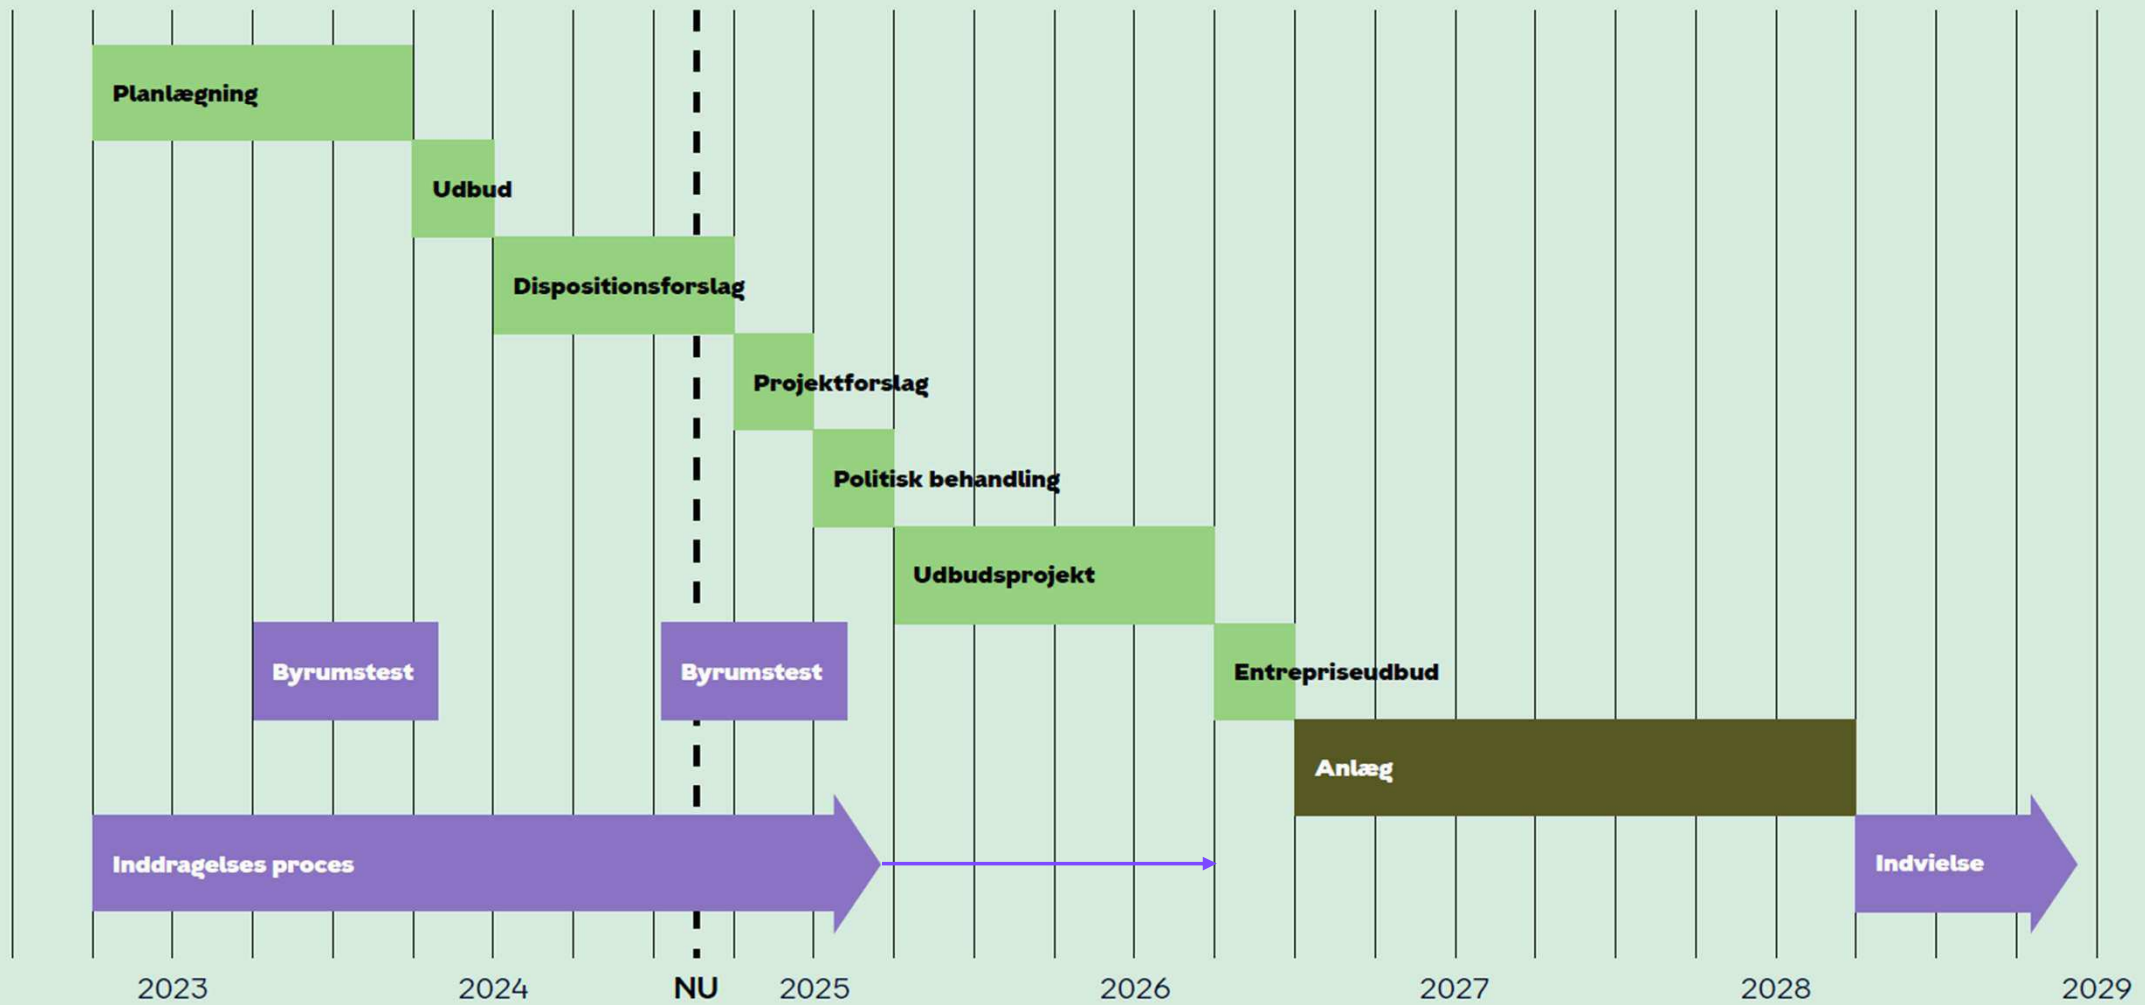 Planlægning
Udbud
Dispositionsforslag
Projektforslag
Politisk behandling
Udbudsprojekt
Byrumstest
Byrumstest
Entrepriseudbud
Anlæg
Inddragelses proces
Indvielse
2023
2024
NU
2025
2026
2027
2028
2029